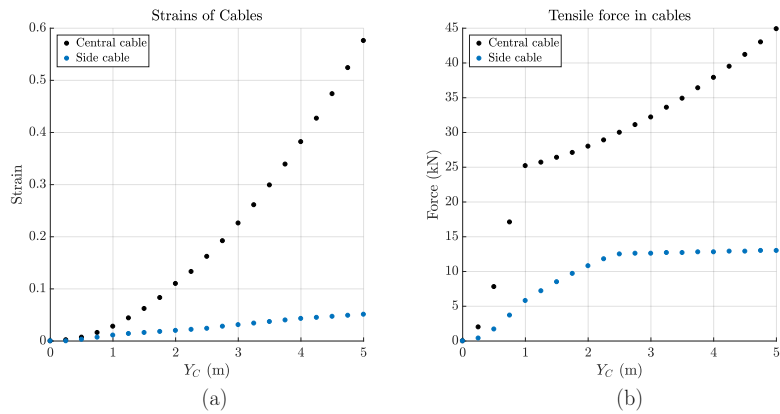 Strains of Cables
Central cable
Side cable
0.6
0.5
0.4
0.3
0.2
0.1
0
Strain
0 1 2 3 4 5
Y_C (m)
(a)
Tensile force in cables
Central cable
Side cable
45
40
35
30
25
20
15
10
5
0
Force (kN)
0 1 2 3 4 5
Y_C (m)
(b)